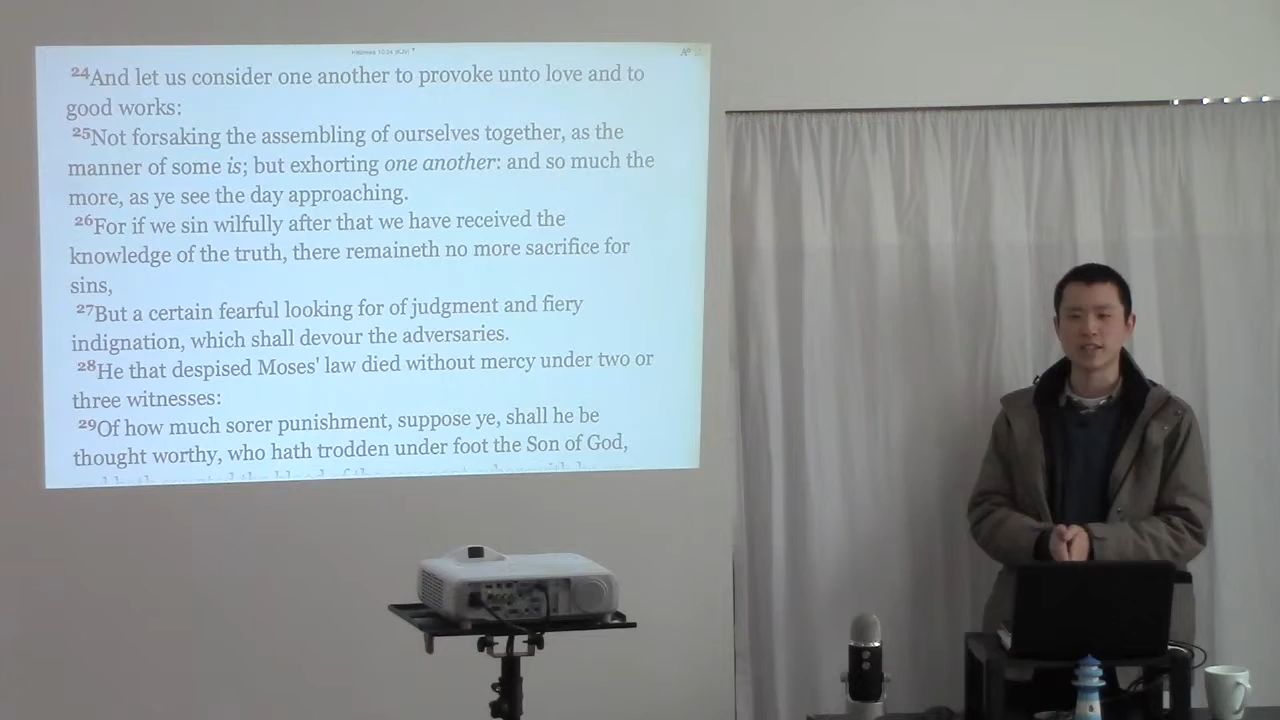 Hebrews 10:24 (KJV)
24And let us consider one another to provoke unto love and to
good works:
25Not forsaking the assembling of ourselves together, as the
manner of some is; but exhorting one another: and so much the
more, as ye see the day approaching.
26For if we sin wilfully after that we have received the
knowledge of the truth, there remaineth no more sacrifice for
sins,
27But a certain fearful looking for of judgment and fiery
indignation, which shall devour the adversaries.
28He that despised Moses' law died without mercy under two or
three witnesses:
29Of how much sorer punishment, suppose ye, shall he be
thought worthy, who hath trodden under foot the Son of God,